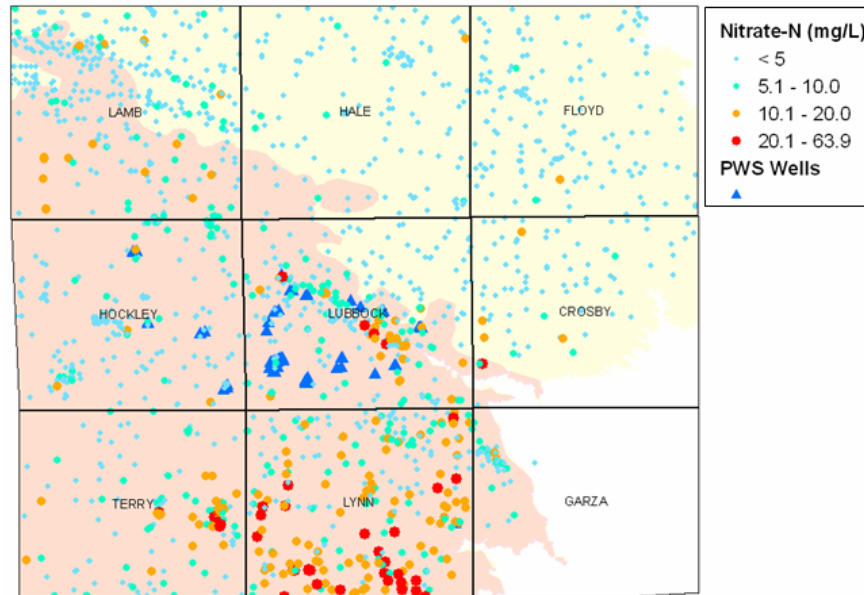 Nitrate-N (mg/L)
< 5
5.1 - 10.0
10.1 - 20.0
20.1 - 63.9
PWS Wells
LAMB
HALE
FLOYD
HOCKLEY
LUBBOCK
CROSBY
TERRY
LYNN
GARZA